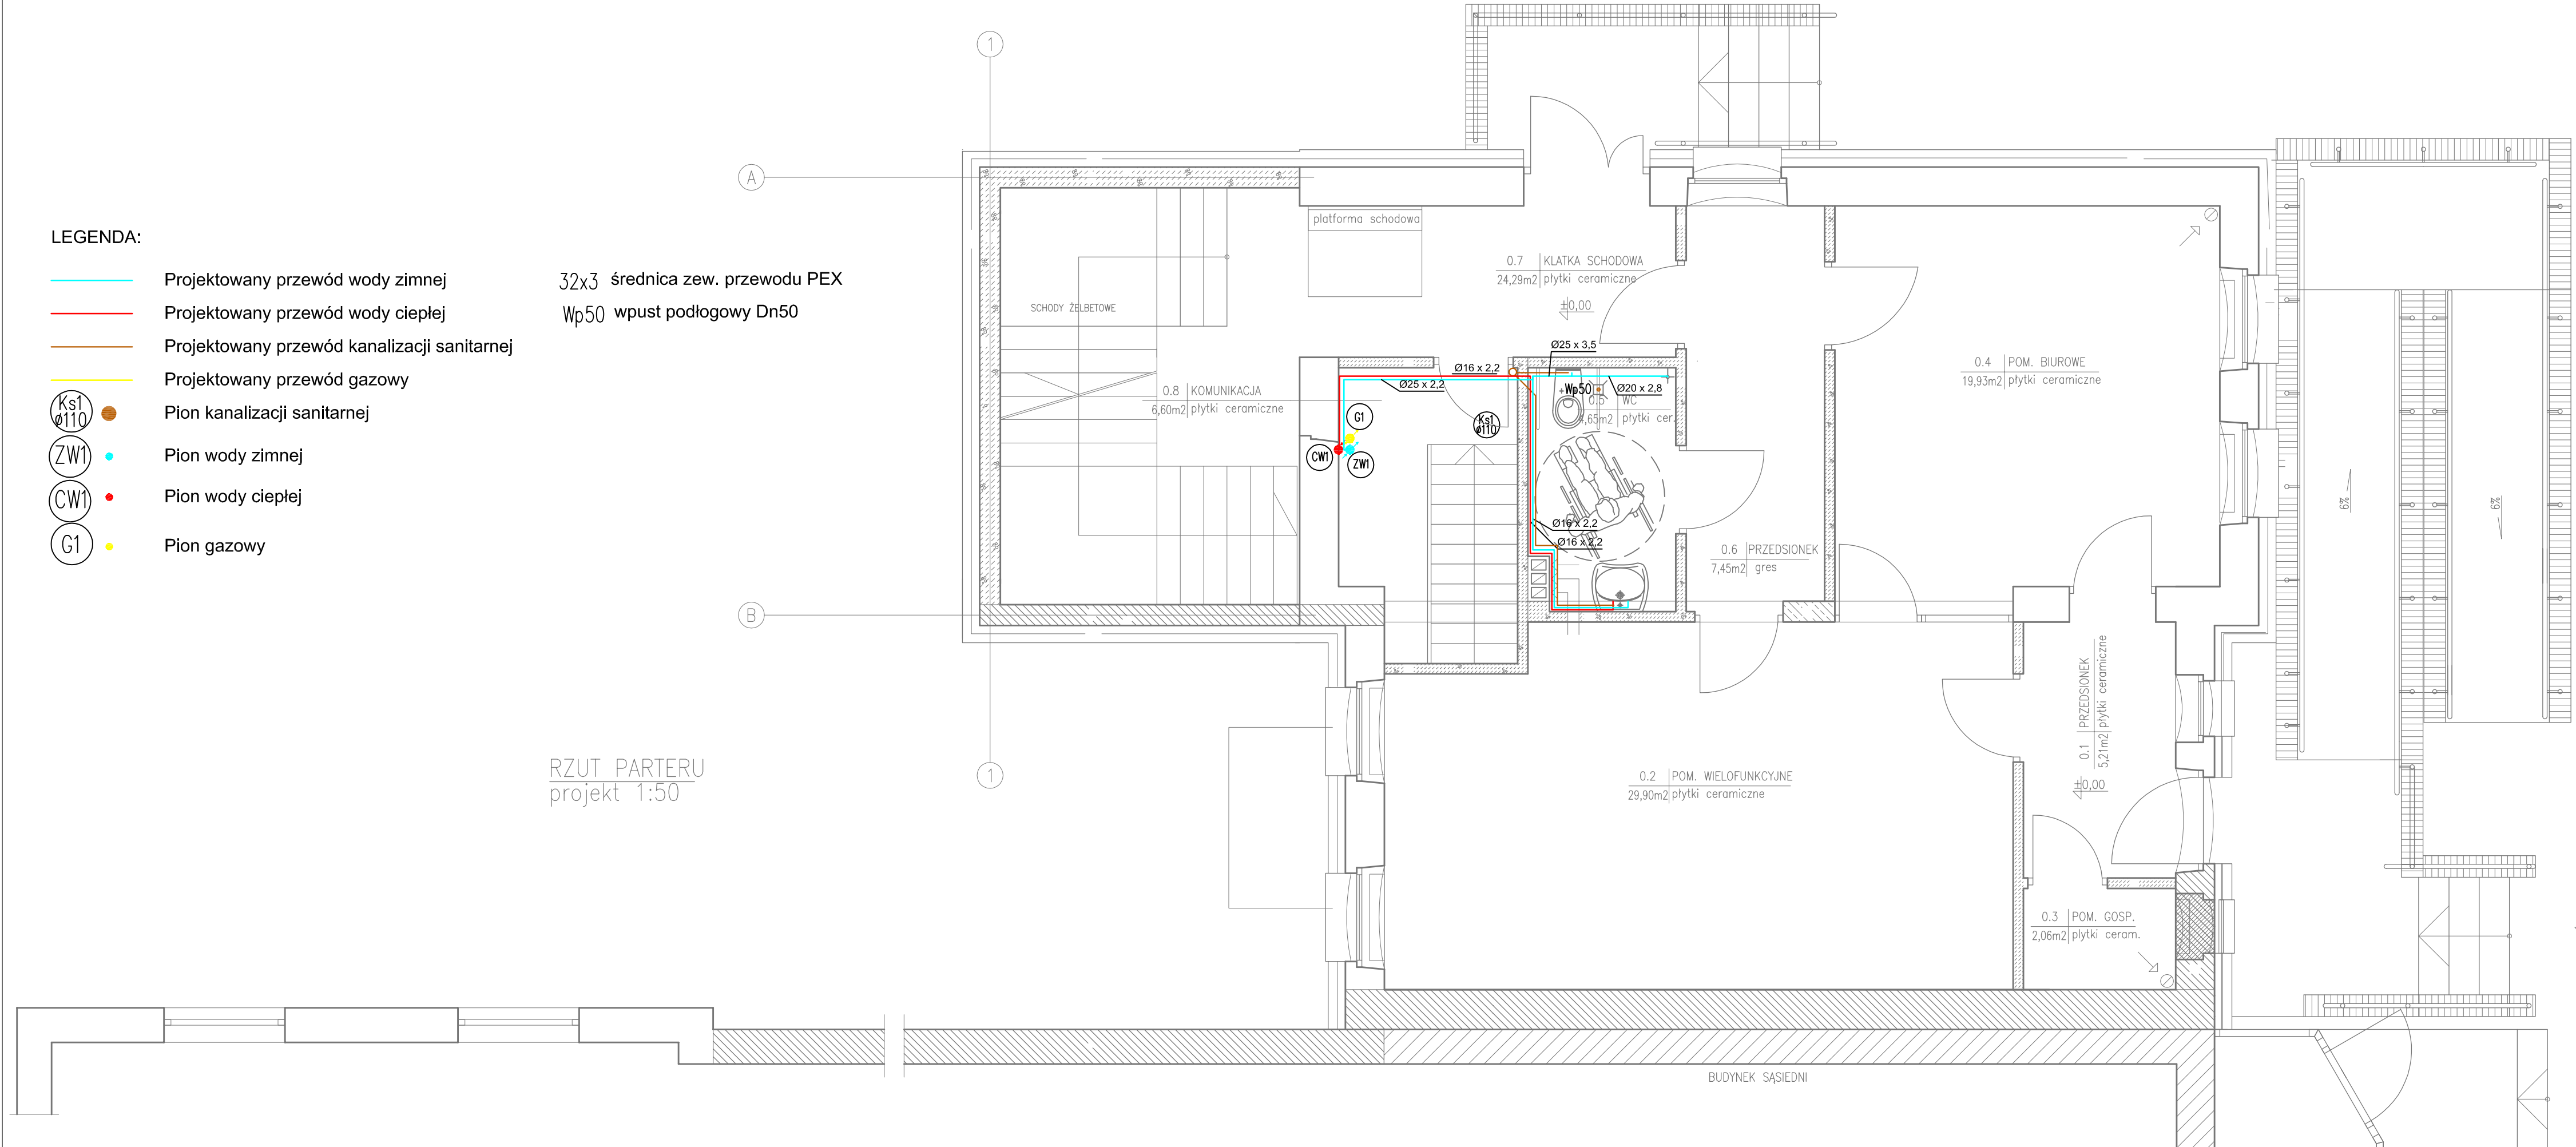 1
A
platforma schodowa
LEGENDA:
Projektowany przewód wody zimnej
32x3 średnica zew. przewodu PEX
Projektowany przewód wody ciepłej
Wp50 wpust podłogowy Dn50
Projektowany przewód kanalizacji sanitarnej
Projektowany przewód gazowy
Ks1
ø110
Pion kanalizacji sanitarnej
ZW1
Pion wody zimnej
CW1
Pion wody ciepłej
G1
Pion gazowy
SCHODY ŻELBETOWE
0.7 KLATKA SCHODOWA
24,29m2 płytki ceramiczne
±0,00
Ø25 x 3,5
Ø16 x 2,2
Ø25 x 2,2
Wp50
Ø20 x 2,8
0.8 KOMUNIKACJA
6,60m2 płytki ceramiczne
0.5 WC
4,65m2 płytki cer.
0.4 POM. BIUROWE
19,93m2 płytki ceramiczne
G1
Ks1
ø110
CW1
ZW1
Ø16 x 2,2
Ø16 x 2,2
0.6 PRZEDSIONEK
7,45m2 gres
6%
6%
B
0.1 PRZEDSIONEK
5,21m2 płytki ceramiczne
±0,00
RZUT PARTERU
projekt 1:50
1
0.2 POM. WIELOFUNKCYJNE
29,90m2 płytki ceramiczne
0.3 POM. GOSP.
2,06m2 płytki ceram.
BUDYNEK SĄSIEDNI